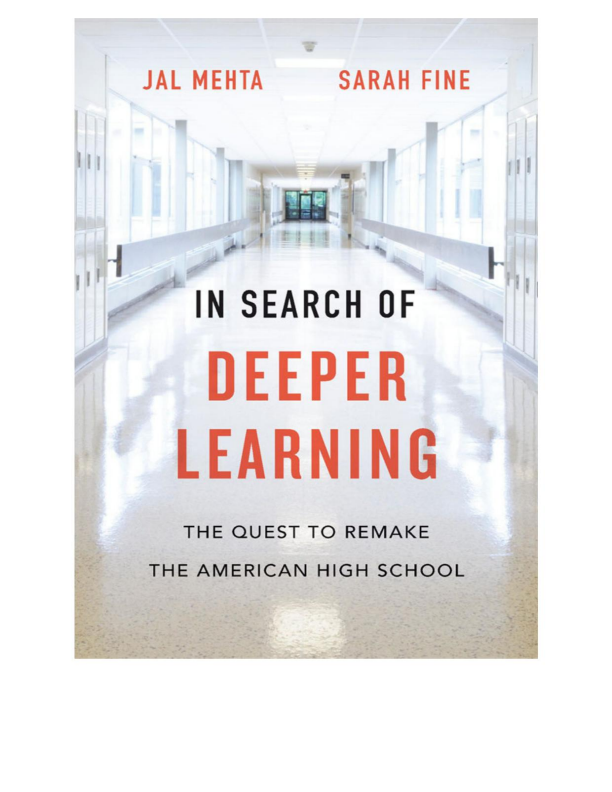 JAL MEHTA SARAH FINE
IN SEARCH OF
DEEPER
LEARNING
THE QUEST TO REMAKE
THE AMERICAN HIGH SCHOOL